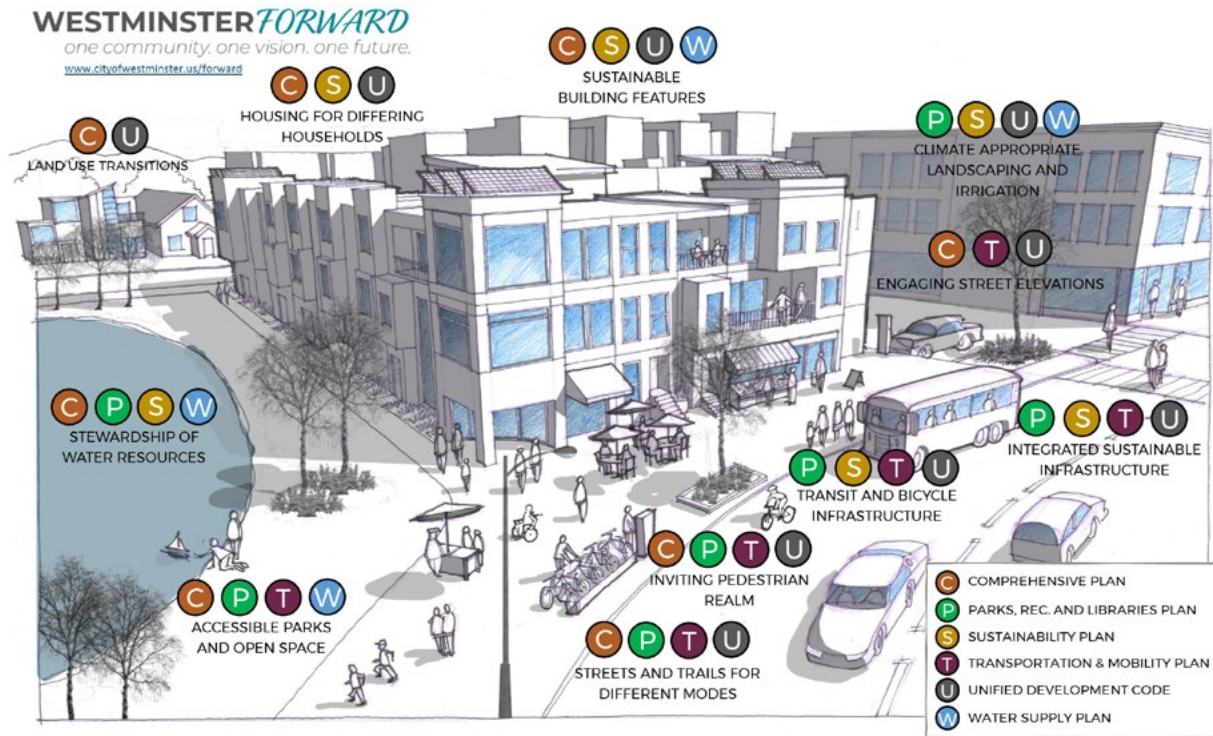 WESTMINSTER FORWARD
one community. one vision. one future.
www.cityofwestminster.us/forward
C S U W
SUSTAINABLE
BUILDING FEATURES
C S U
HOUSING FOR DIFFERING
HOUSEHOLDS
C U
LAND USE TRANSITIONS
P S U W
CLIMATE APPROPRIATE
LANDSCAPING AND
IRRIGATION
C T U
ENGAGING STREET ELEVATIONS
C P S W
STEWARDSHIP OF
WATER RESOURCES
P S T U
INTEGRATED SUSTAINABLE
INFRASTRUCTURE
P S T U
TRANSIT AND BICYCLE
INFRASTRUCTURE
C P T U
INVITING PEDESTRIAN
REALM
C P T W
ACCESSIBLE PARKS
AND OPEN SPACE
C P T U
STREETS AND TRAILS FOR
DIFFERENT MODES
C COMPREHENSIVE PLAN
P PARKS, REC. AND LIBRARIES PLAN
S SUSTAINABILITY PLAN
T TRANSPORTATION & MOBILITY PLAN
U UNIFIED DEVELOPMENT CODE
W WATER SUPPLY PLAN